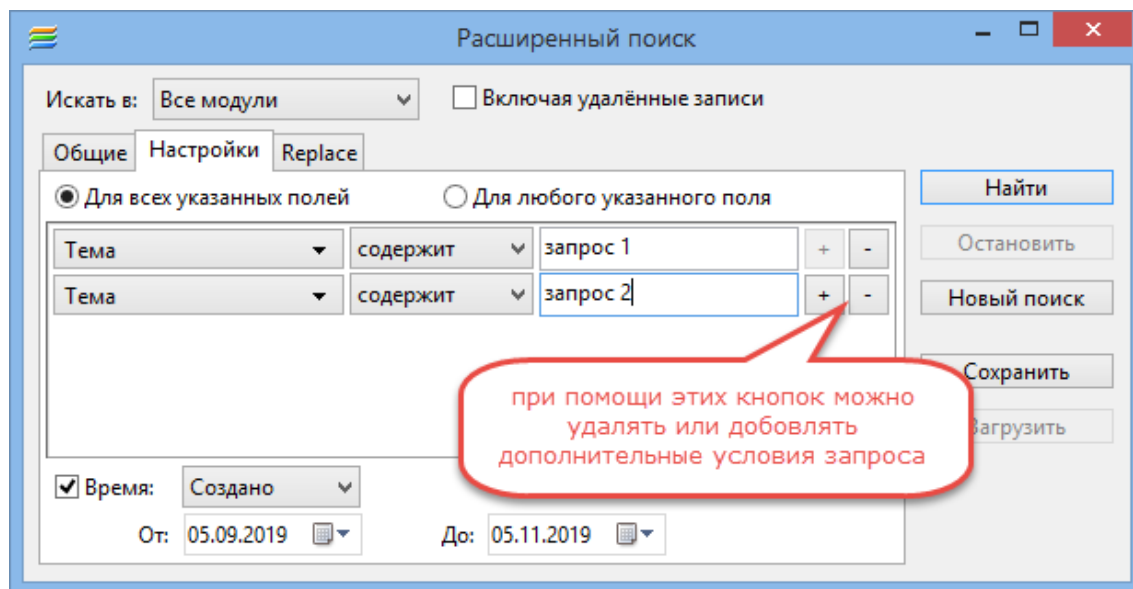 Расширенный поиск
Искать в: Все модули Включая удалённые записи
Общие Настройки Replace
Для всех указанных полей Для любого указанного поля
Найти
Тема содержит запрос 1 + -
Остановить
Тема содержит запрос 2 + -
Новый поиск
Сохранить
при помощи этих кнопок можно
удалять или добовлять
дополнительные условия запроса
Загрузить
Время: Создано
От: 05.09.2019 До: 05.11.2019